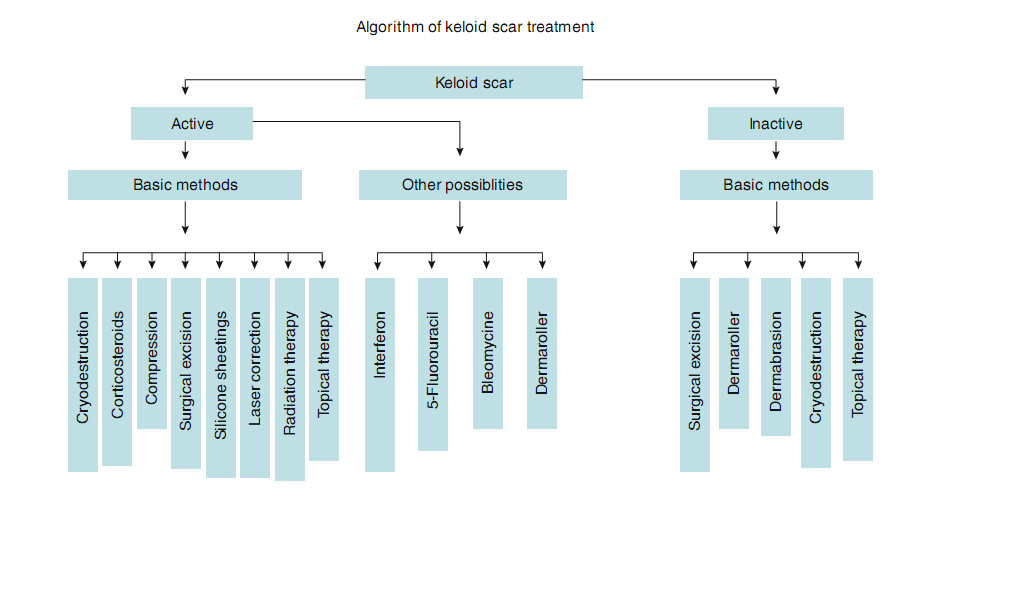 Algorithm of keloid scar treatment
Keloid scar
Active
Inactive
Basic methods
Other possiblities
Basic methods
Cryodestruction
Corticosteroids
Compression
Surgical excision
Silicone sheetings
Laser correction
Radiation therapy
Topical therapy
Interferon
5-Fluorouracil
Bleomycine
Dermaroller
Surgical excision
Dermaroller
Dermabrasion
Cryodestruction
Topical therapy